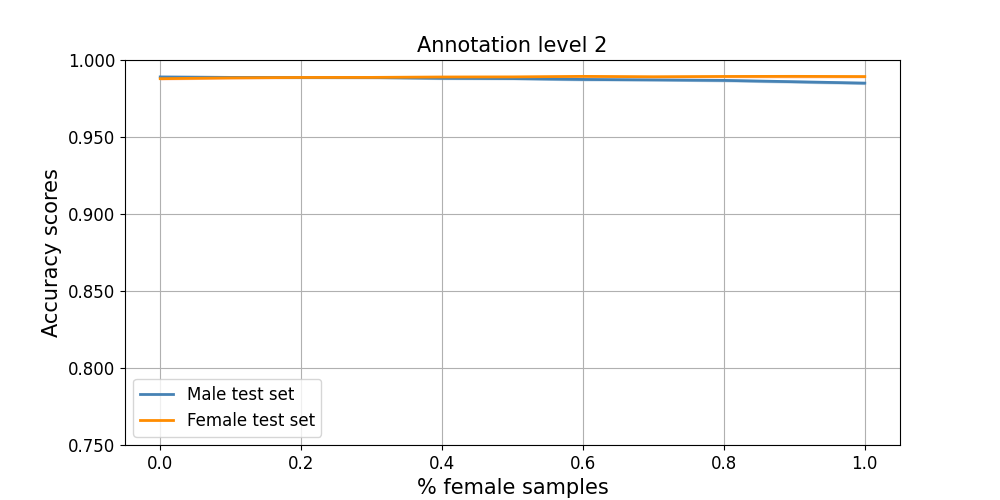 Annotation level 2
1.000
0.950
0.900
0.850
0.800
0.750
Accuracy scores
Male test set
Female test set
0.0 0.2 0.4 0.6 0.8 1.0
% female samples